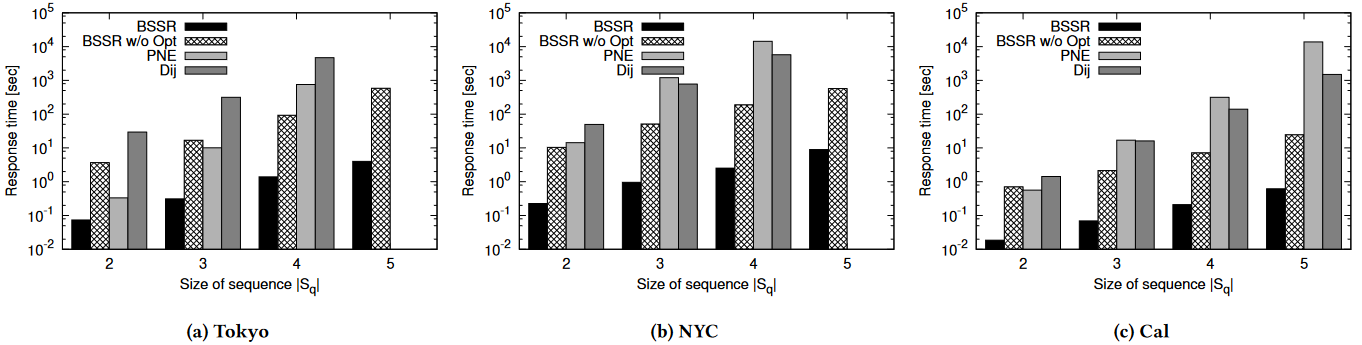 10^5
10^4
10^3
10^2
10^1
10^0
10^-1
10^-2
Response time [sec]
BSSR
BSSR w/o Opt
PNE
Dij
2 3 4 5
Size of sequence |S_q|
(a) Tokyo
10^5
10^4
10^3
10^2
10^1
10^0
10^-1
10^-2
Response time [sec]
BSSR
BSSR w/o Opt
PNE
Dij
2 3 4 5
Size of sequence |S_q|
(b) NYC
10^5
10^4
10^3
10^2
10^1
10^0
10^-1
10^-2
Response time [sec]
BSSR
BSSR w/o Opt
PNE
Dij
2 3 4 5
Size of sequence |S_q|
(c) Cal